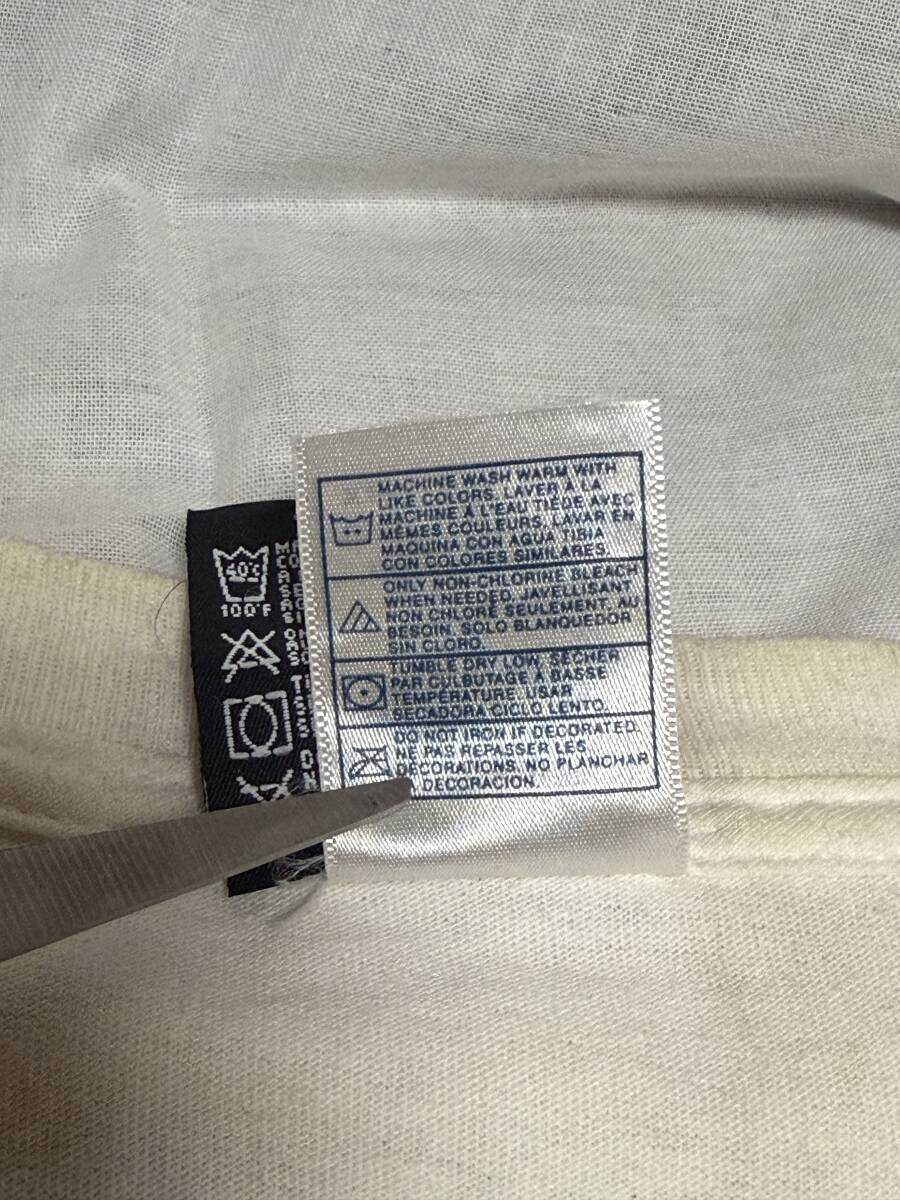 MACHINE WASH WARM WITH
LIKE COLORS. LAVER À LA
MACHINE À L'EAU TIÈDE AVEC
MÊMES COULEURS. LAVAR EN
MAQUINA CON AGUA TIBIA
CON COLORES SIMILARES.
ONLY NON-CHLORINE BLEACH
WHEN NEEDED. JAVELLISANT
NON CHLORÉ SEULEMENT, AU
BESOIN. SOLO BLANQUEDOR
SIN CLORO.
TUMBLE DRY LOW. SÉCHER
PAR CULBUTAGE À BASSE
TEMPÉRATURE. USAR
SECADORA CICLO LENTO.
DO NOT IRON IF DECORATED.
NE PAS REPASSER LES
DÉCORATIONS. NO PLANCHAR
DECORACION.
40°C
100°F